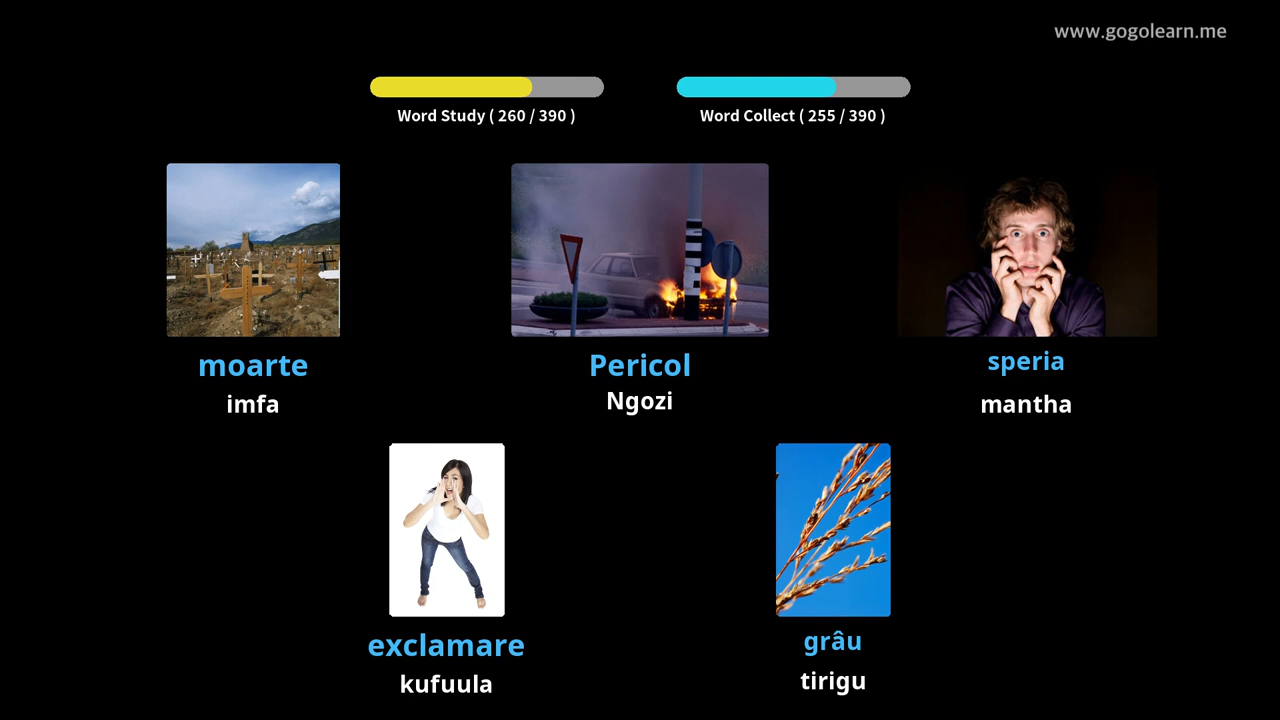 www.gogolearn.me
Word Study ( 260 / 390 )
Word Collect ( 255 / 390 )
moarte
imfa
Pericol
Ngozi
speria
mantha
exclamare
kufuula
grâu
tirigu